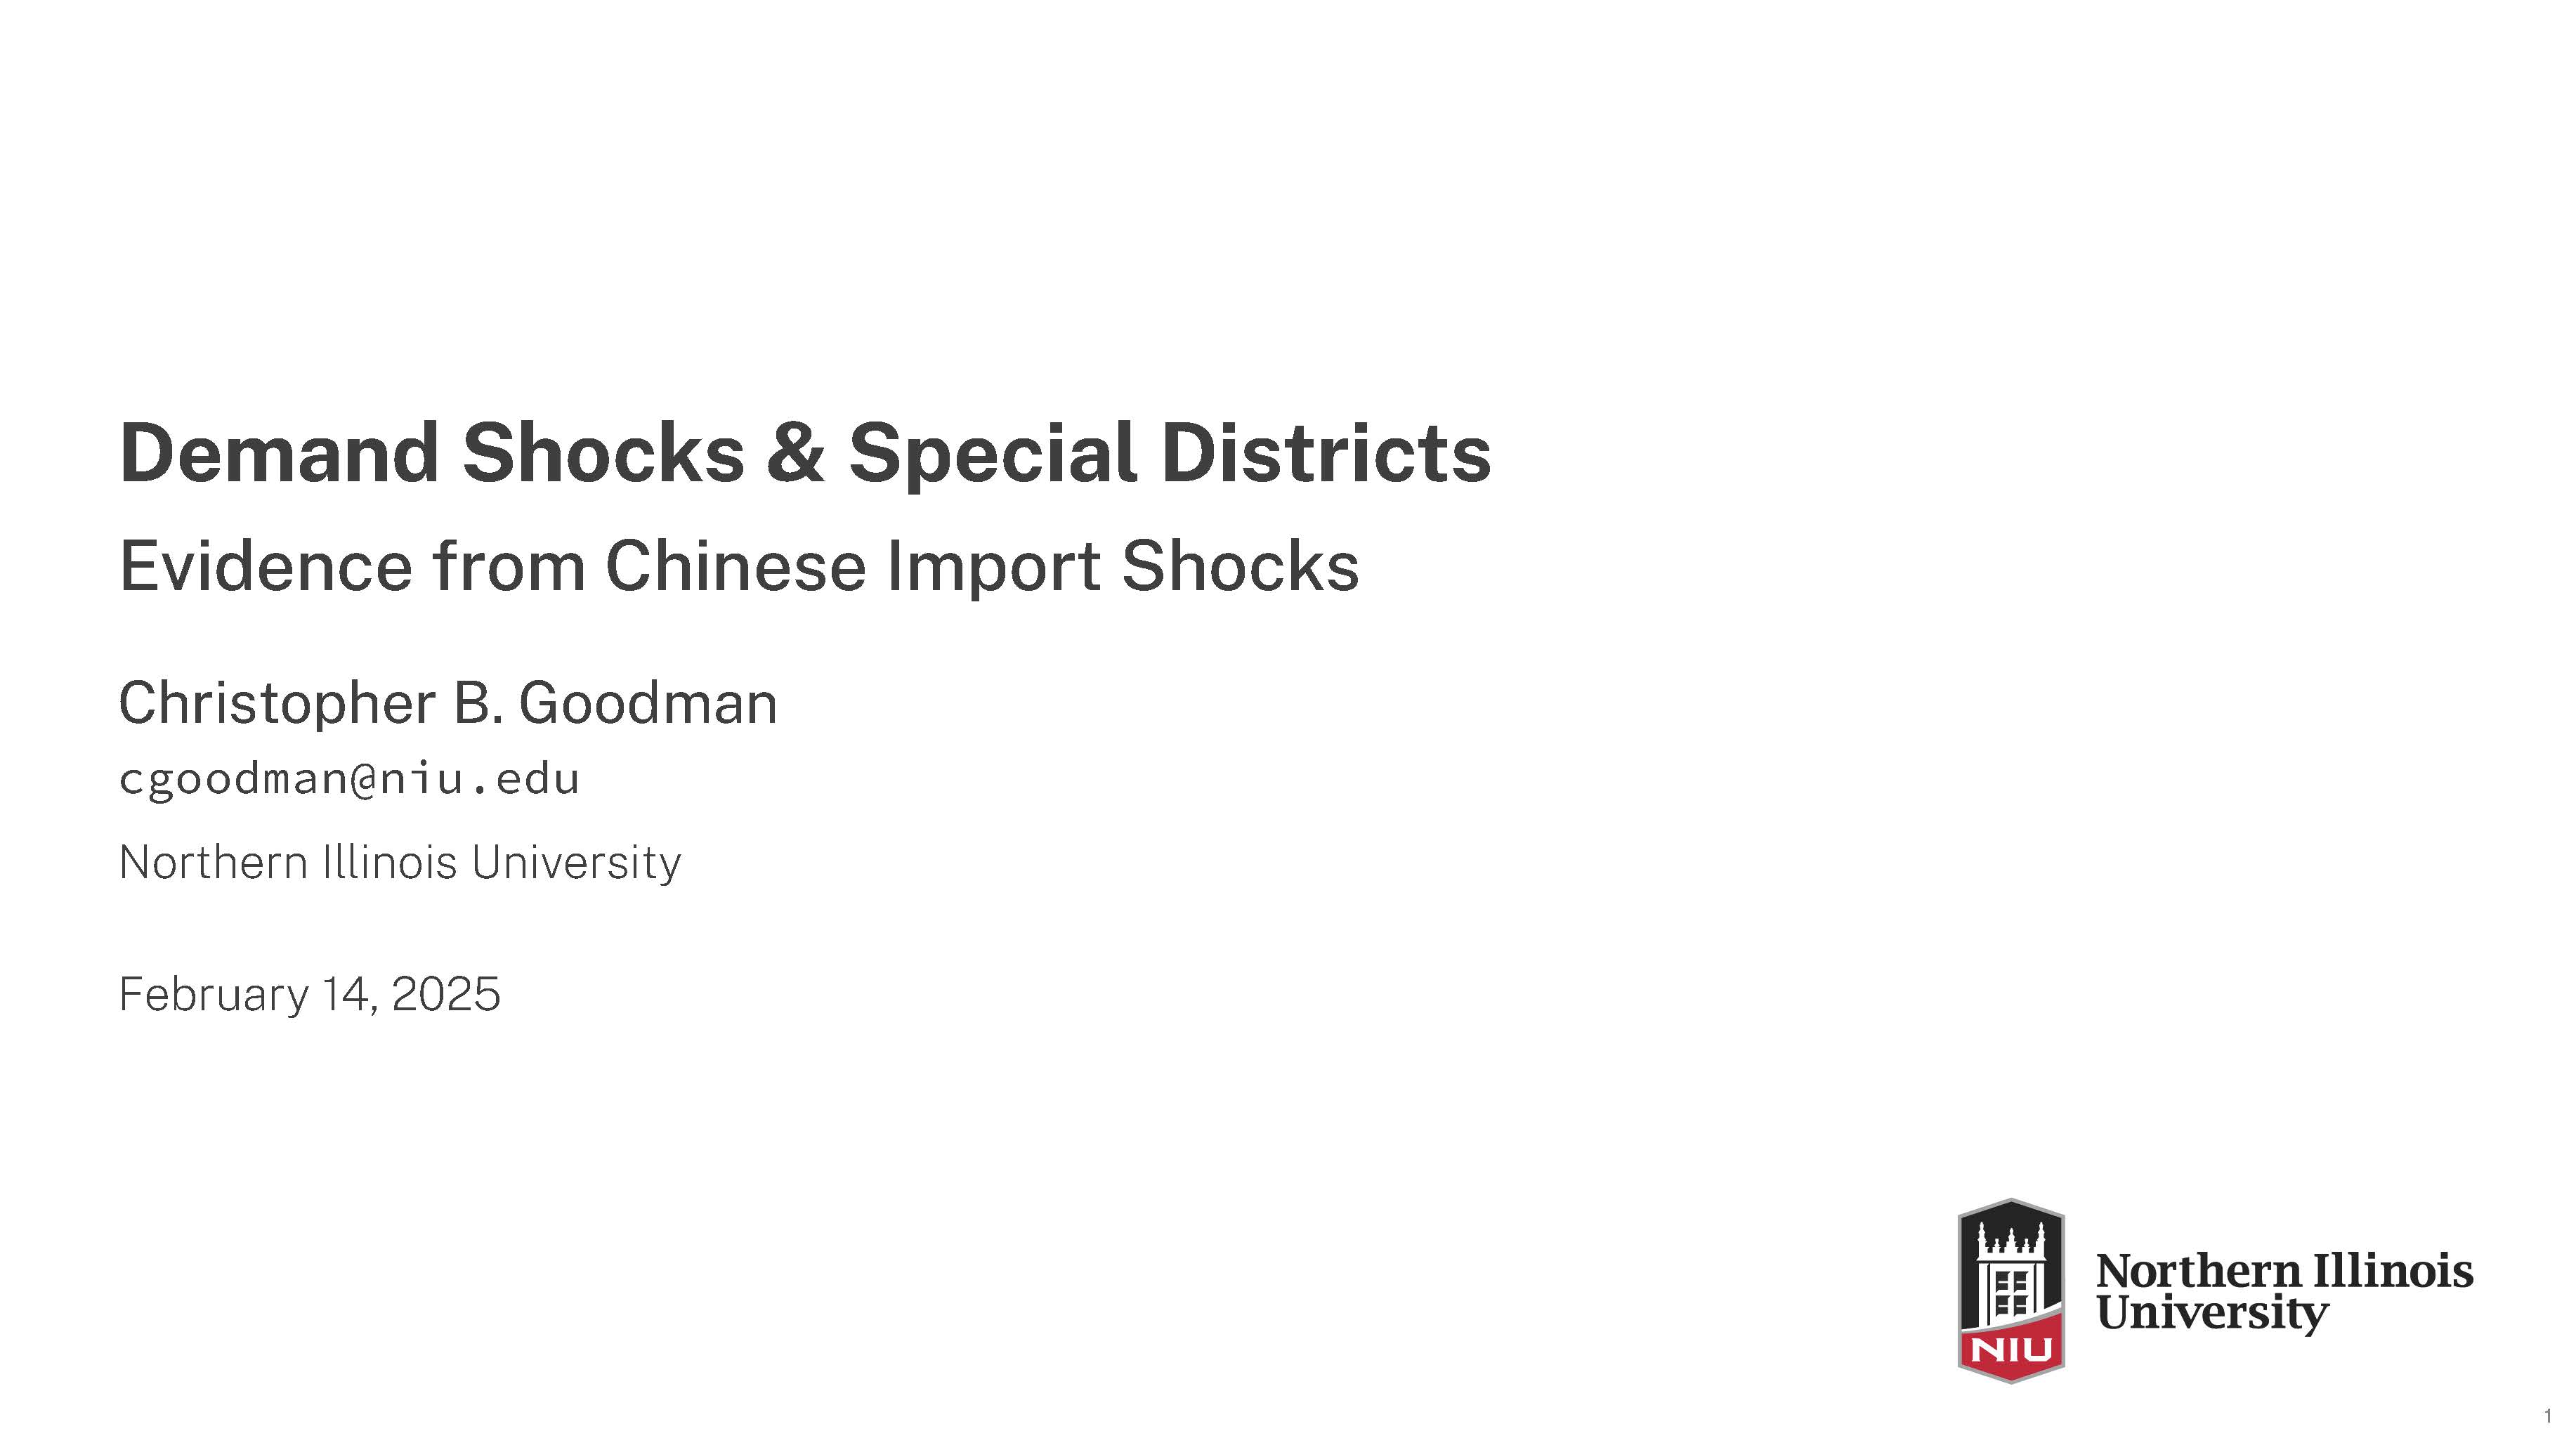 Demand Shocks & Special Districts
Evidence from Chinese Import Shocks
Christopher B. Goodman
cgoodman@niu.edu
Northern Illinois University
February 14, 2025
Northern Illinois
University
NIU
1